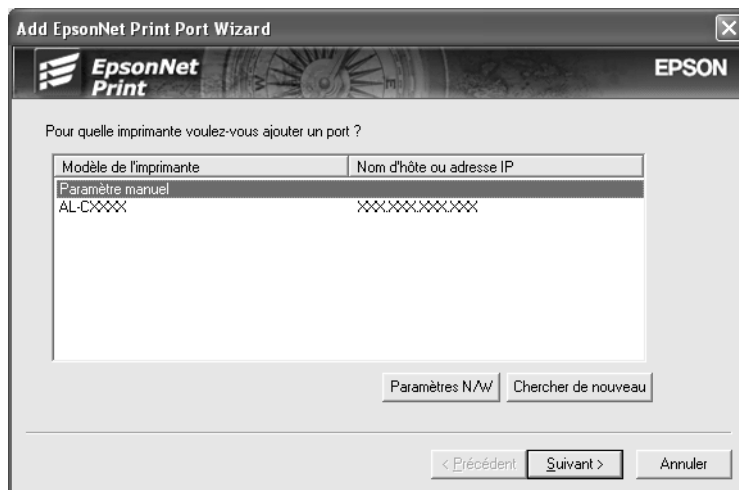 Add EpsonNet Print Port Wizard
EpsonNet
Print
EPSON
Pour quelle imprimante voulez-vous ajouter un port ?
Modèle de l'imprimante Nom d'hôte ou adresse IP
Paramètre manuel
AL-CXXXX XXX.XXX.XXX.XXX
Paramètres N/W Chercher de nouveau
< Précédent Suivant > Annuler